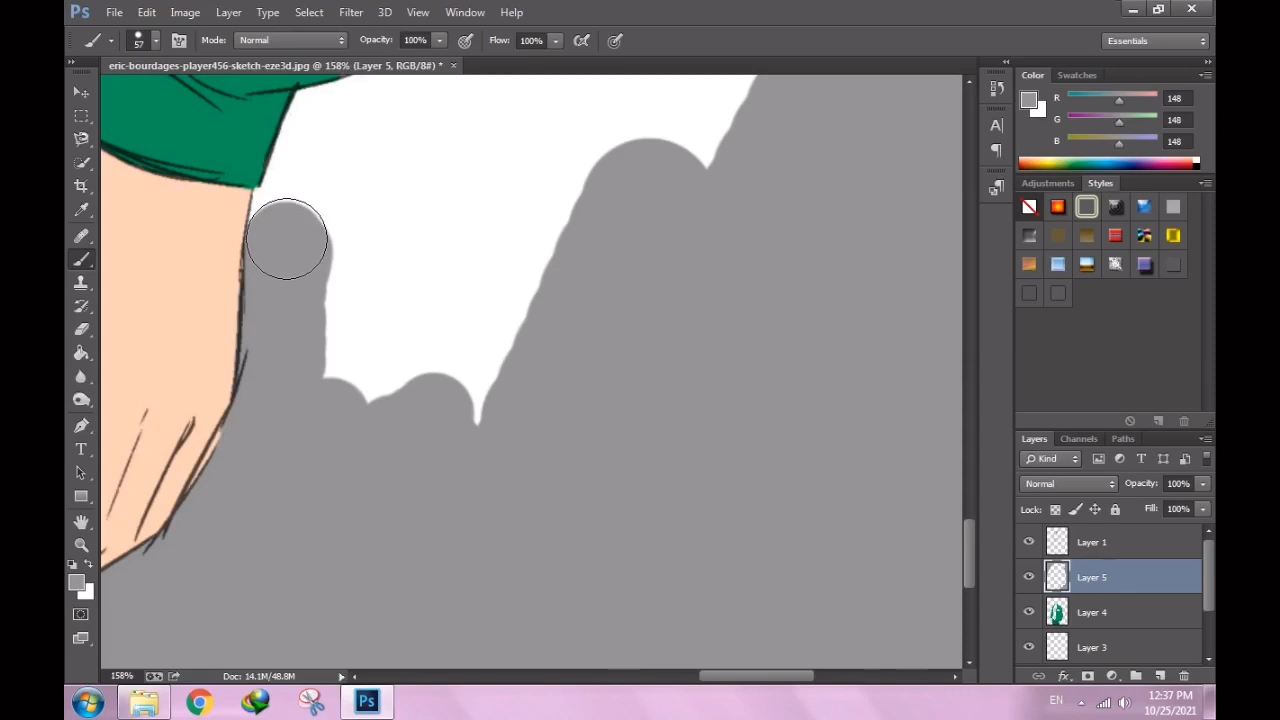 Ps File Edit Image Layer Type Select Filter 3D View Window Help
57 Mode: Normal Opacity: 100% Flow: 100% Essentials
eric-bourdages-player456-sketch-eze3d.jpg @ 158% (Layer 5, RGB/8#) *
Color Swatches
R 148
G 148
B 148
Adjustments Styles
Layers Channels Paths
Kind
Normal Opacity: 100%
Lock: Fill: 100%
Layer 1
Layer 5
Layer 4
Layer 3
158% Doc: 14.1M/48.8M
fx
Ps EN 12:37 PM
10/25/2021